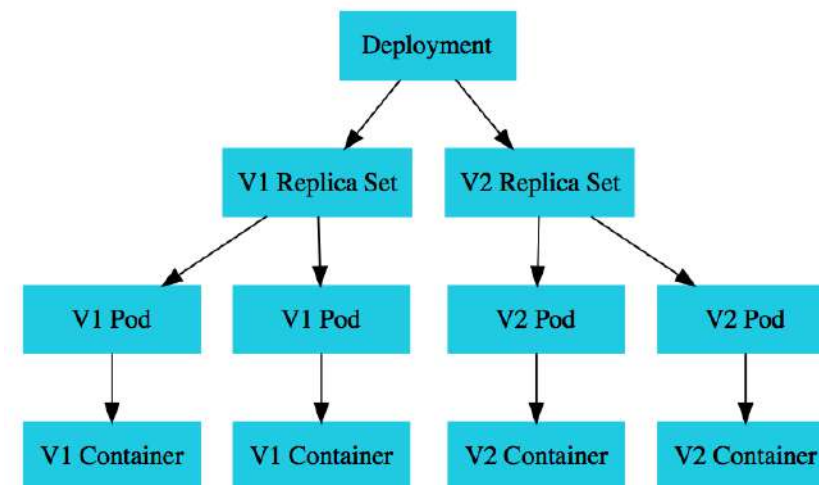 Deployment
V1 Replica Set
V2 Replica Set
V1 Pod
V1 Pod
V2 Pod
V2 Pod
V1 Container
V1 Container
V2 Container
V2 Container